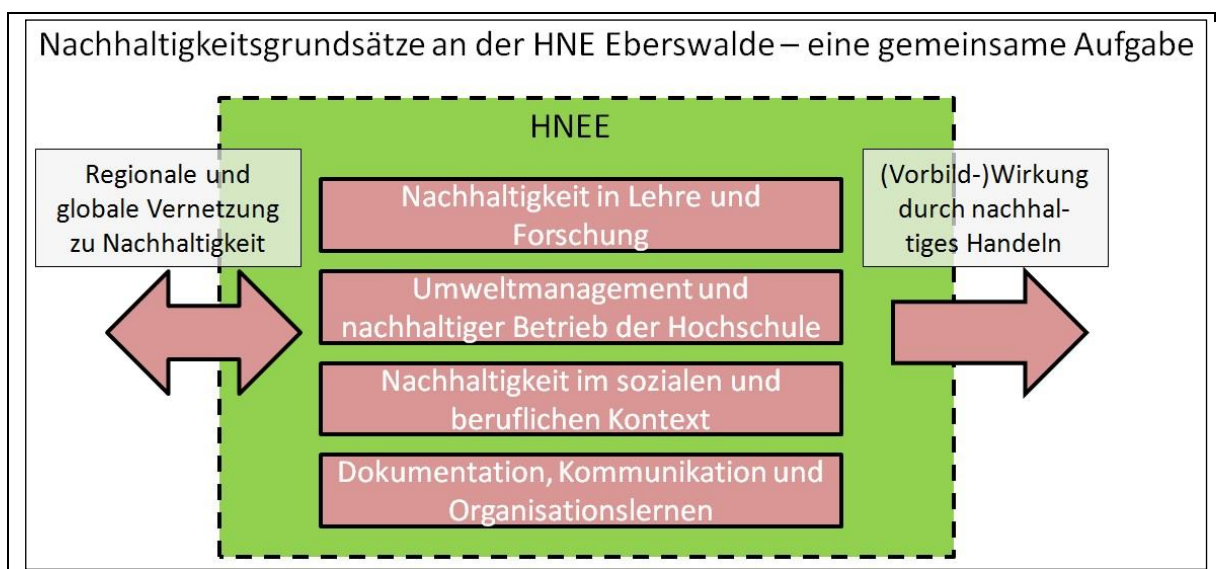 Nachhaltigkeitsgrundsätze an der HNE Eberswalde – eine gemeinsame Aufgabe
HNEE
Regionale und
globale Vernetzung
zu Nachhaltigkeit
Nachhaltigkeit in Lehre und
Forschung
Umweltmanagement und
nachhaltiger Betrieb der Hochschule
Nachhaltigkeit im sozialen und
beruflichen Kontext
Dokumentation, Kommunikation und
Organisationslernen
(Vorbild-)Wirkung
durch nachhal-
tiges Handeln